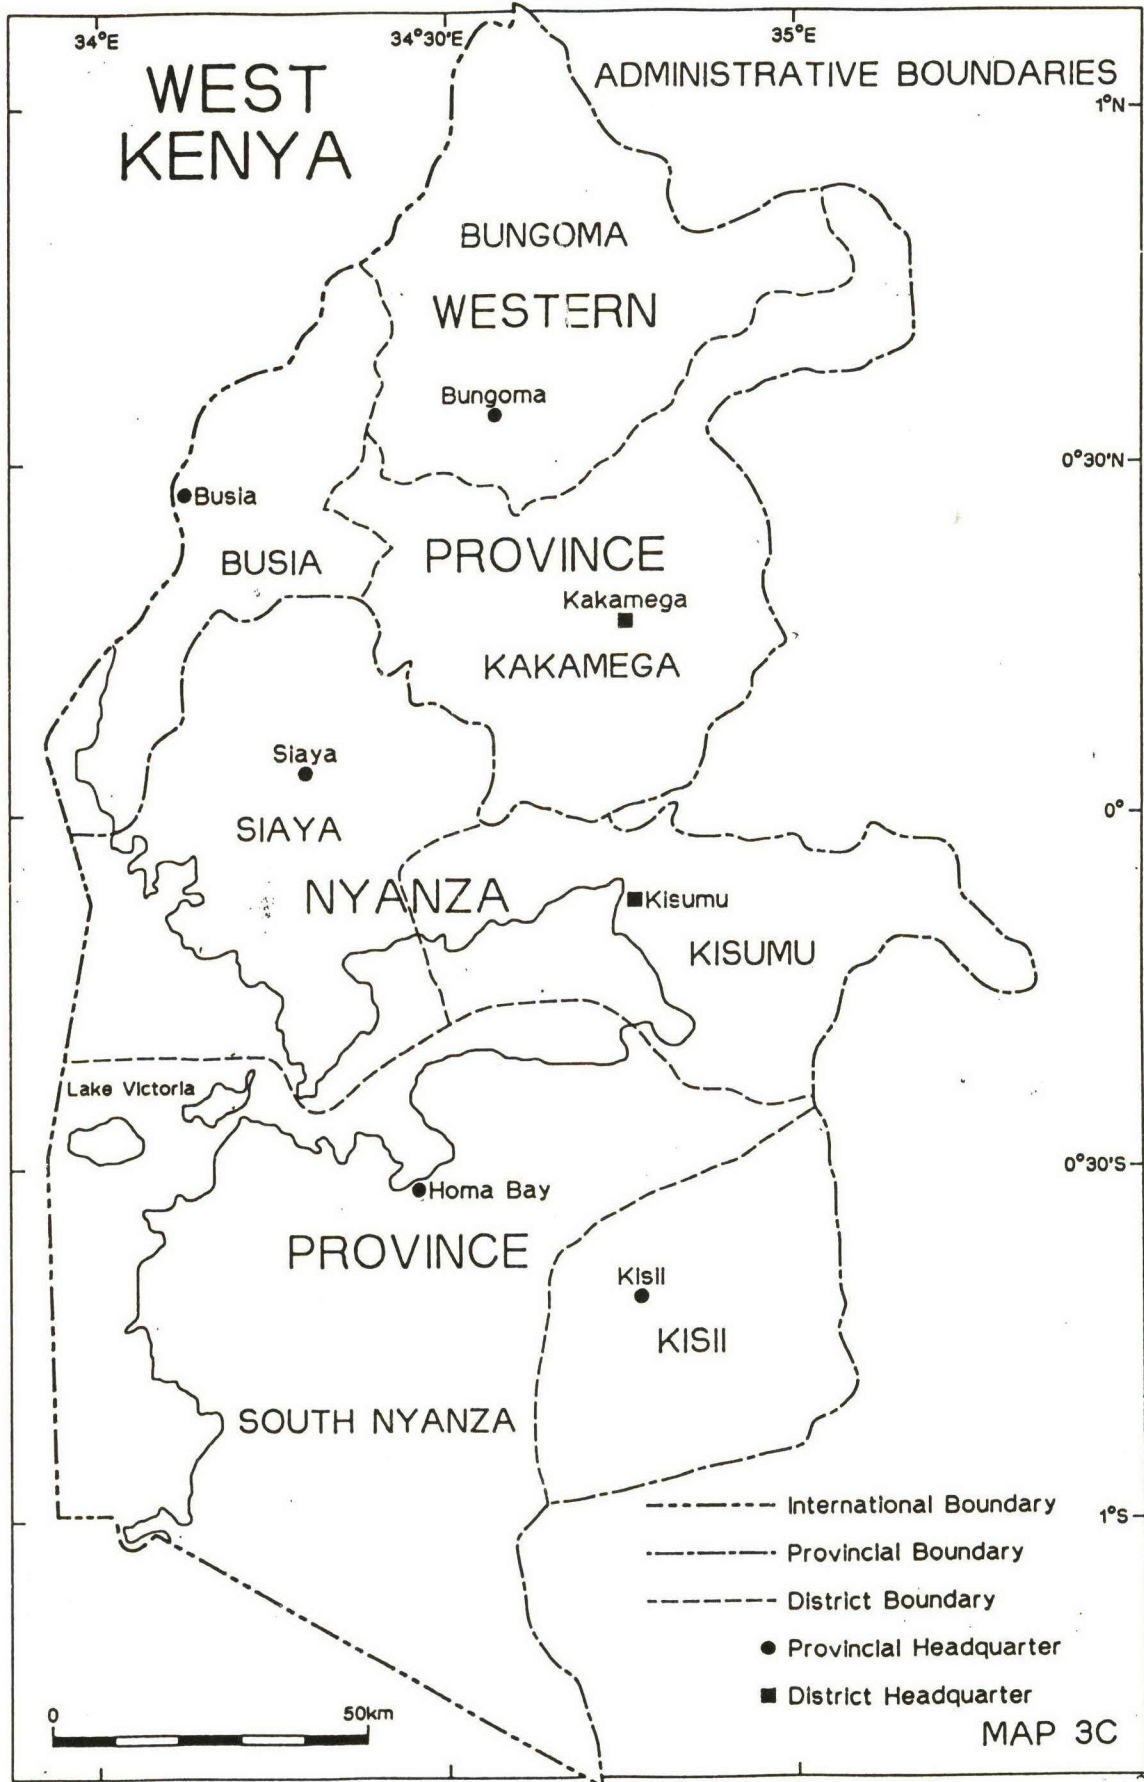 34°E 34°30'E 35°E
WEST
KENYA
ADMINISTRATIVE BOUNDARIES
1°N
BUNGOMA
WESTERN
Bungoma
0°30'N
Busia
BUSIA
PROVINCE
Kakamega
KAKAMEGA
Siaya
SIAYA
0°
NYANZA
Kisumu
KISUMU
Lake Victoria
0°30'S
Homa Bay
PROVINCE
Kisii
KISII
SOUTH NYANZA
International Boundary
1°S
Provincial Boundary
District Boundary
Provincial Headquarter
District Headquarter
0 50km
MAP 3C